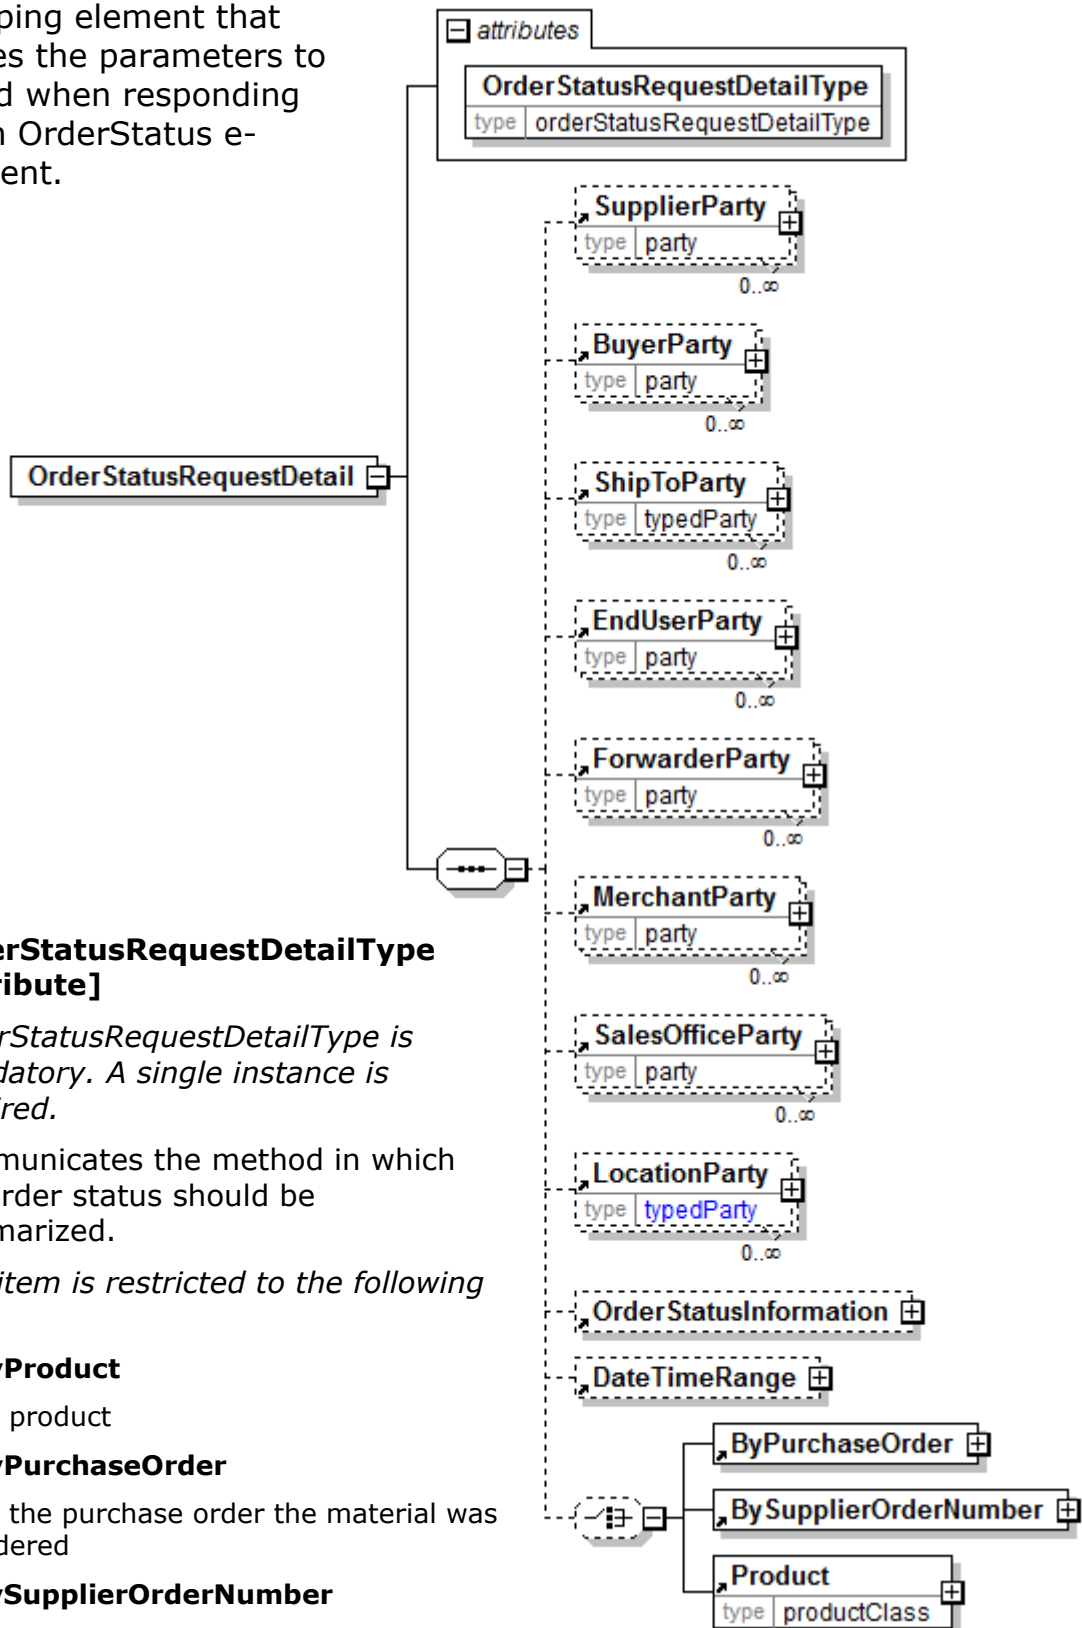 ping element that
es the parameters to
d when responding
n OrderStatus e-
ent.
attributes
OrderStatusRequestDetailType
type orderStatusRequestDetailType
SupplierParty
type party
0..∞
BuyerParty
type party
0..∞
OrderStatusRequestDetail
ShipToParty
type typedParty
0..∞
EndUserParty
type party
0..∞
ForwarderParty
type party
0..∞
MerchantParty
type party
0..∞
SalesOfficeParty
type party
0..∞
LocationParty
type typedParty
0..∞
OrderStatusInformation
DateTimeRange
ByPurchaseOrder
BySupplierOrderNumber
Product
type productClass
erStatusRequestDetailType
ribute]
rStatusRequestDetailType is
datory. A single instance is
ired.
municates the method in which
rder status should be
marized.
item is restricted to the following
yProduct
product
yPurchaseOrder
the purchase order the material was
dered
ySupplierOrderNumber